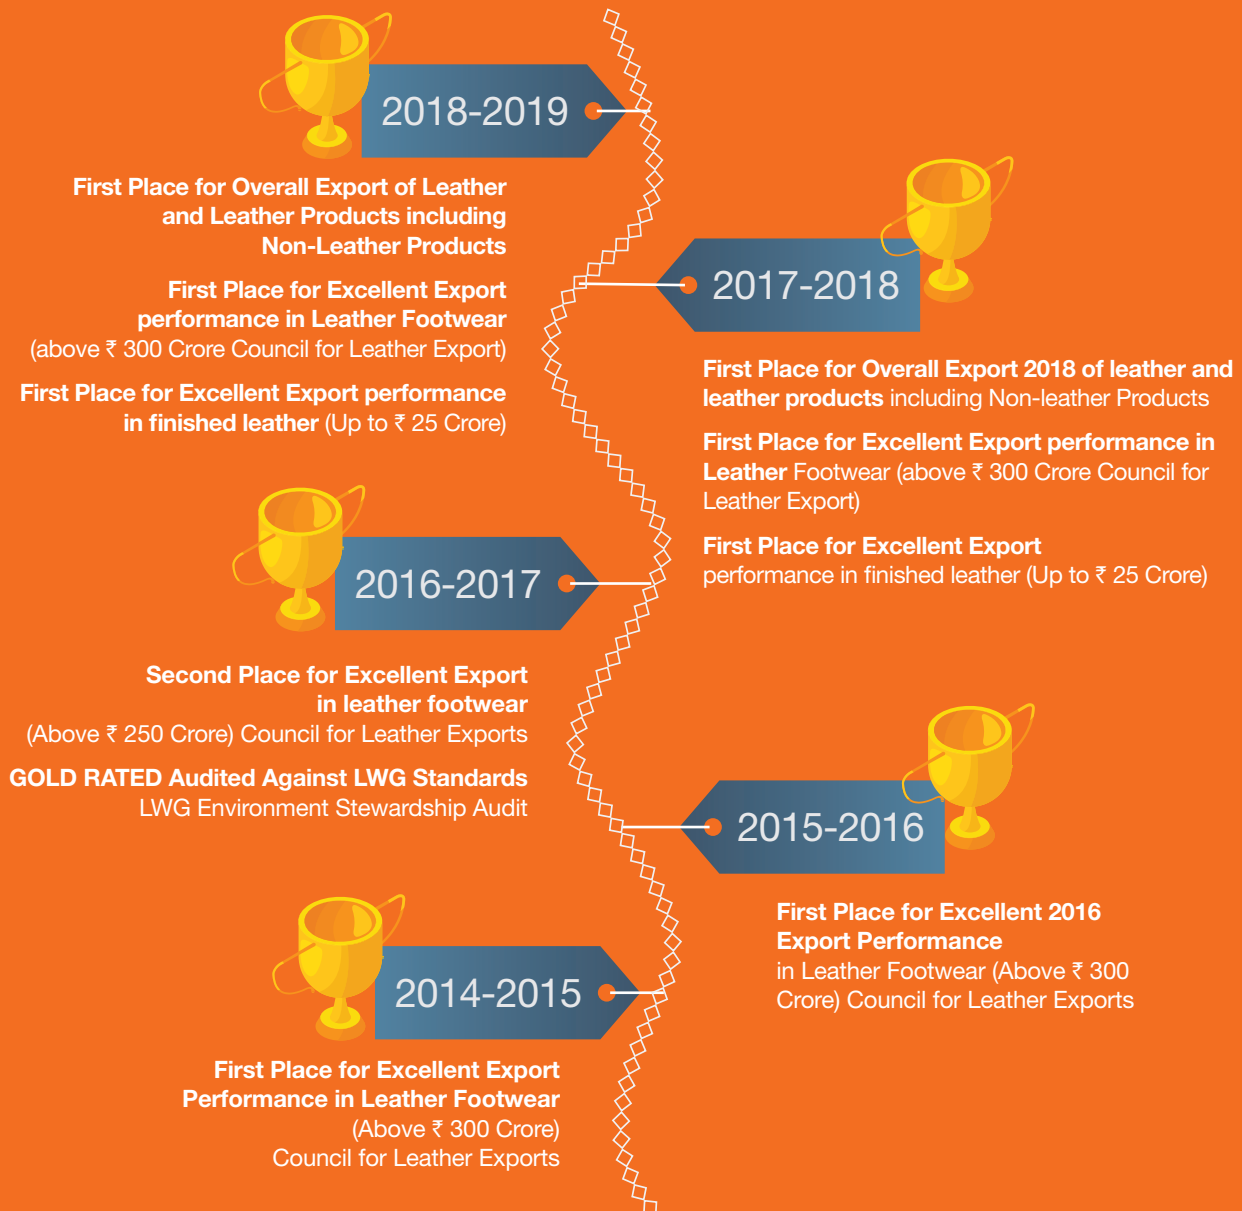 2018-2019
First Place for Overall Export of Leather
and Leather Products including
Non-Leather Products
First Place for Excellent Export
performance in Leather Footwear
(above ₹ 300 Crore Council for Leather Export)
First Place for Excellent Export performance
in finished leather (Up to ₹ 25 Crore)
2017-2018
First Place for Overall Export 2018 of leather and
leather products including Non-leather Products
First Place for Excellent Export performance in
Leather Footwear (above ₹ 300 Crore Council for
Leather Export)
First Place for Excellent Export
performance in finished leather (Up to ₹ 25 Crore)
2016-2017
Second Place for Excellent Export
in leather footwear
(Above ₹ 250 Crore) Council for Leather Exports
GOLD RATED Audited Against LWG Standards
LWG Environment Stewardship Audit
2015-2016
First Place for Excellent 2016
Export Performance
in Leather Footwear (Above ₹ 300
Crore) Council for Leather Exports
2014-2015
First Place for Excellent Export
Performance in Leather Footwear
(Above ₹ 300 Crore)
Council for Leather Exports